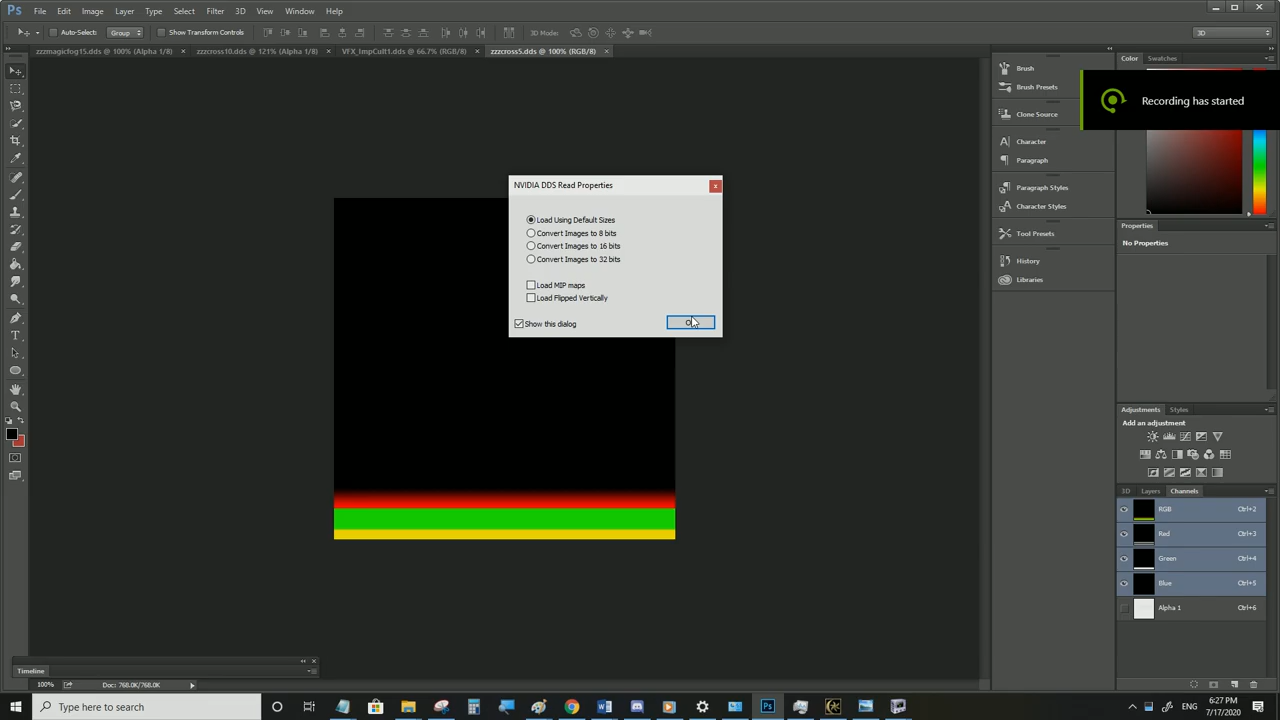 Ps File Edit Image Layer Type Select Filter 3D View Window Help
Auto-Select: Group Show Transform Controls 3D Mode: 3D
zzzmagicfog15.dds @ 100% (Alpha 1/8) × zzzcross10.dds @ 121% (Alpha 1/8) × VFX_ImpCult1.dds @ 66.7% (RGB/8) × zzzcross5.dds @ 100% (RGB/8) ×
Brush
Brush Presets
Clone Source
Character
Paragraph
Paragraph Styles
Character Styles
Tool Presets
History
Libraries
Color Swatches
Recording has started
NVIDIA DDS Read Properties
Load Using Default Sizes
Convert Images to 8 bits
Convert Images to 16 bits
Convert Images to 32 bits
Load MIP maps
Load Flipped Vertically
Show this dialog
Properties
No Properties
Adjustments Styles
Add an adjustment
3D Layers Channels
RGB Ctrl+2
Red Ctrl+3
Green Ctrl+4
Blue Ctrl+5
Alpha 1 Ctrl+6
Timeline
100% Doc: 768.0K/768.0K
Type here to search
ENG 6:27 PM
7/17/2020